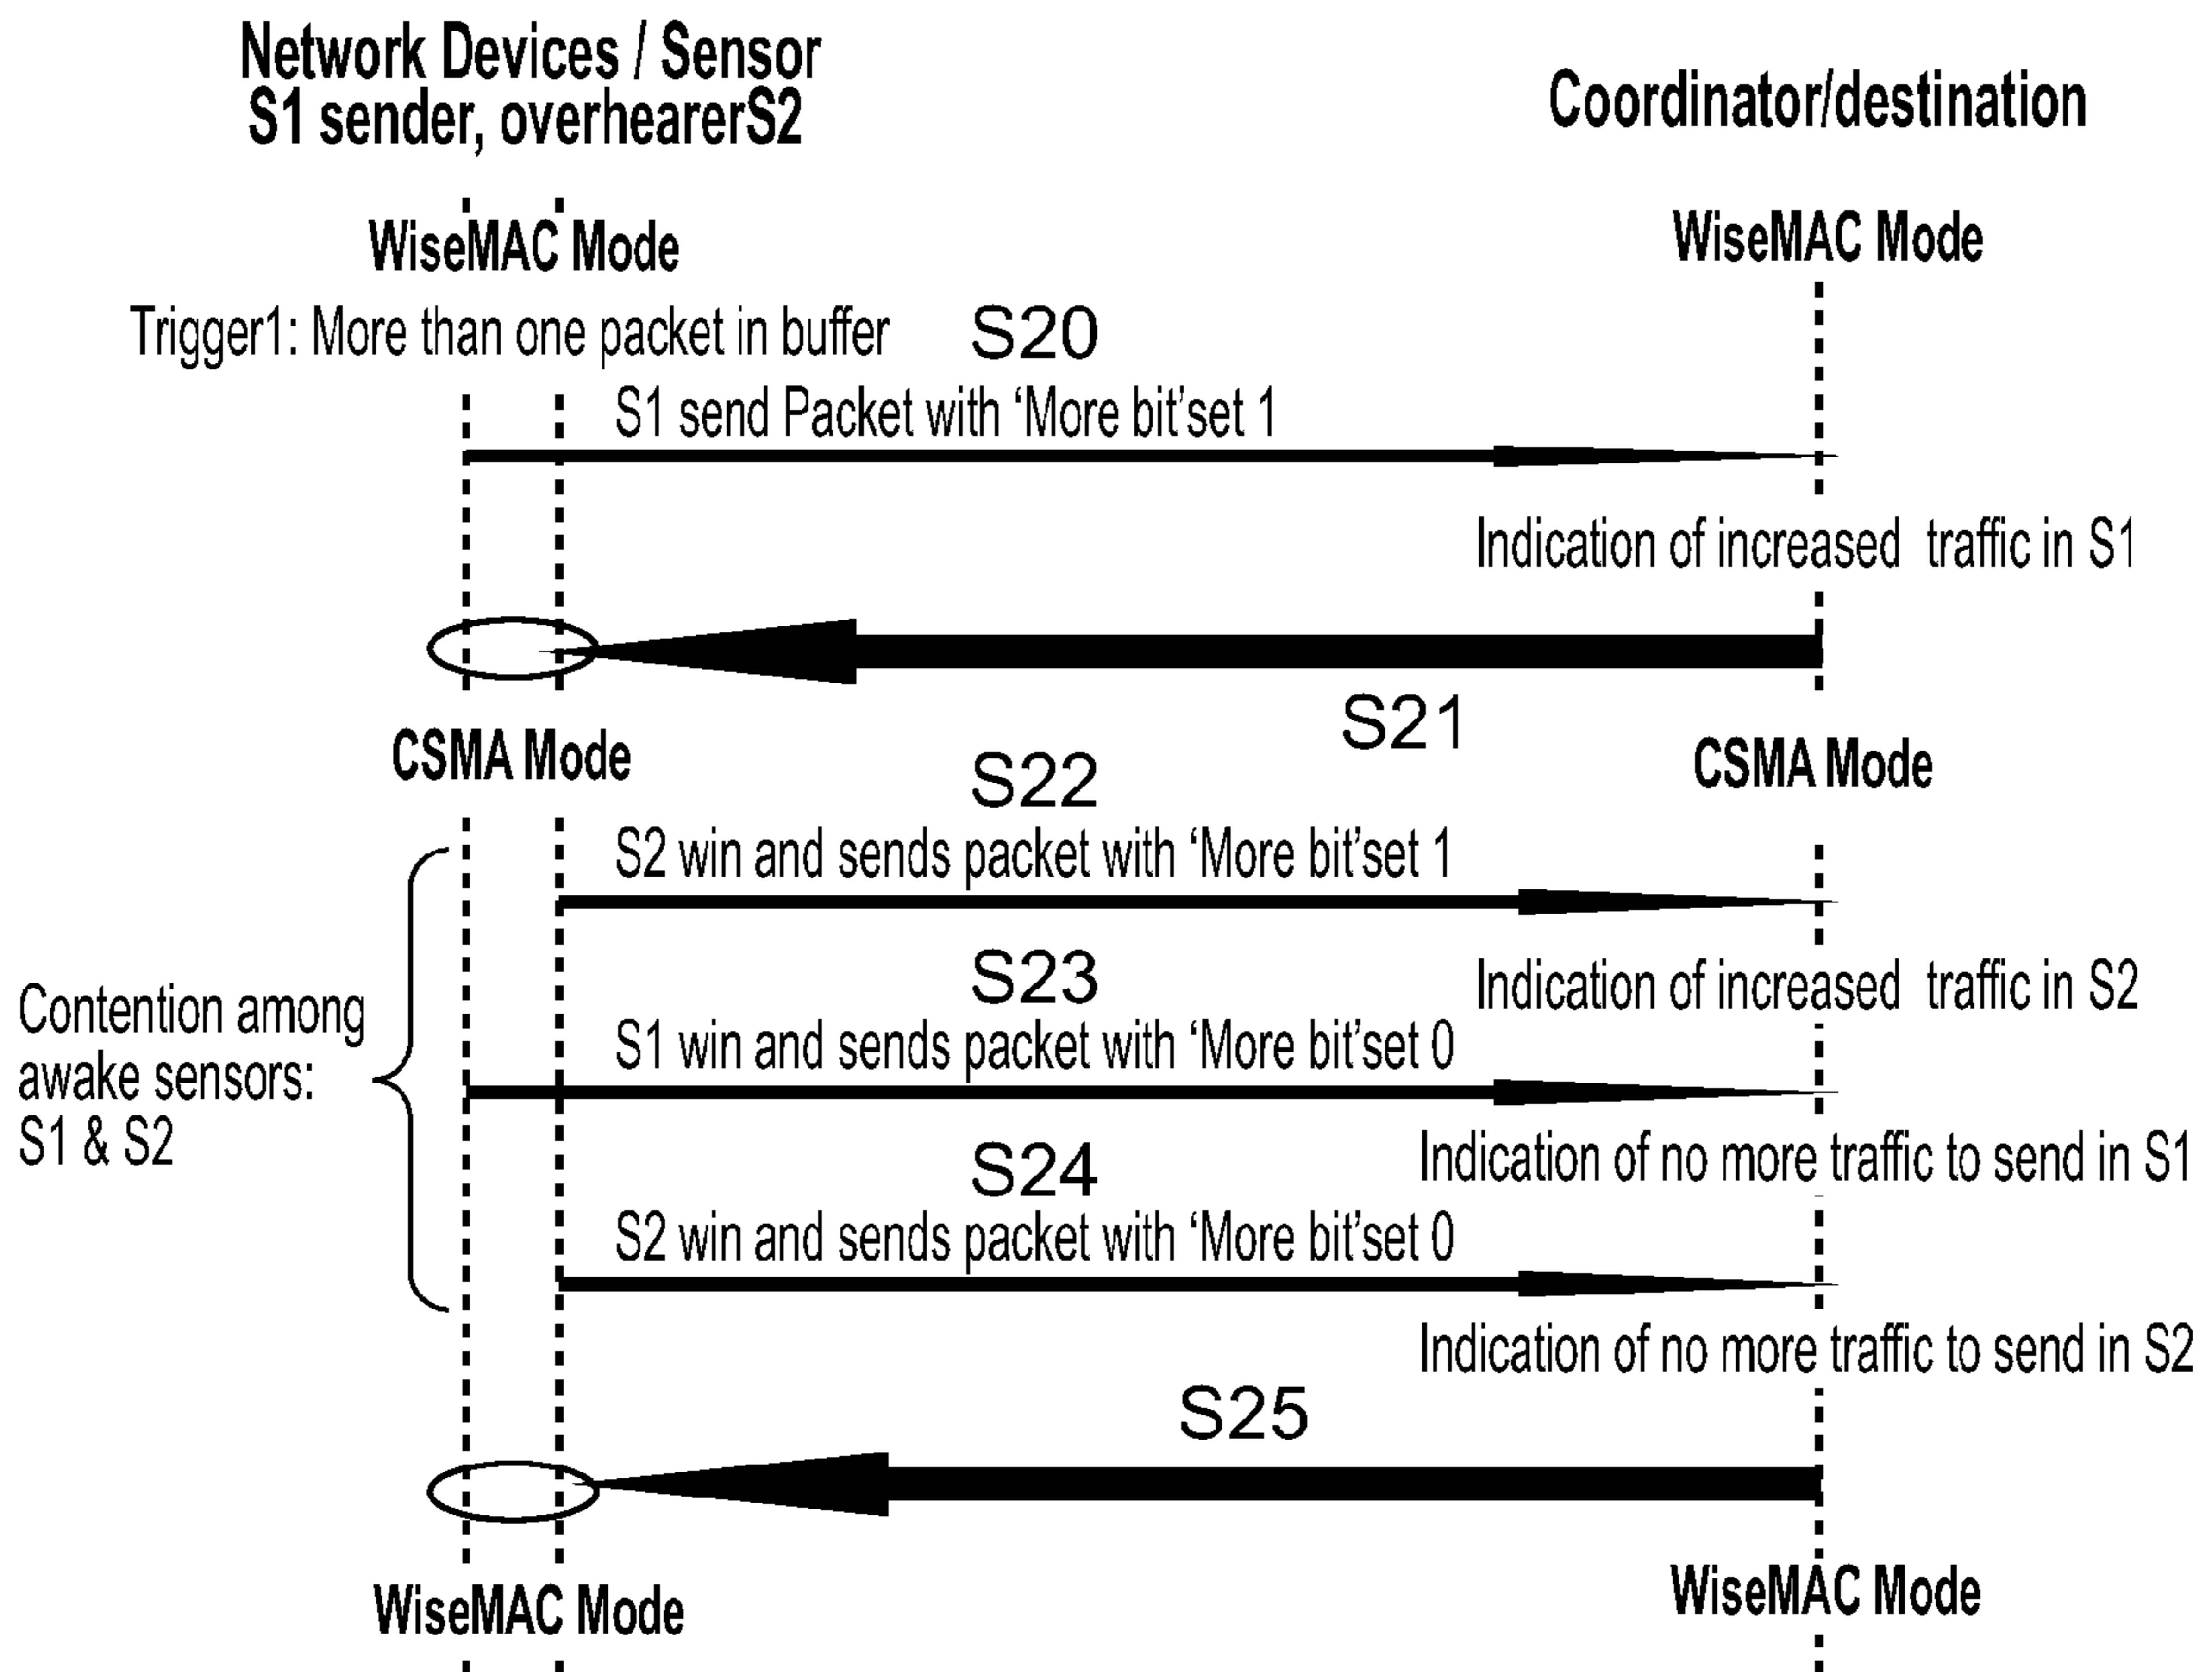 Network Devices / Sensor
S1 sender, overhearerS2
Coordinator/destination
WiseMAC Mode
WiseMAC Mode
Trigger1: More than one packet in buffer
S20
S1 send Packet with ‘More bit’set 1
Indication of increased traffic in S1
S21
CSMA Mode
CSMA Mode
S22
S2 win and sends packet with ‘More bit’set 1
Indication of increased traffic in S2
S23
S1 win and sends packet with ‘More bit’set 0
Contention among
awake sensors:
S1 & S2
Indication of no more traffic to send in S1
S24
S2 win and sends packet with ‘More bit’set 0
Indication of no more traffic to send in S2
S25
WiseMAC Mode
WiseMAC Mode